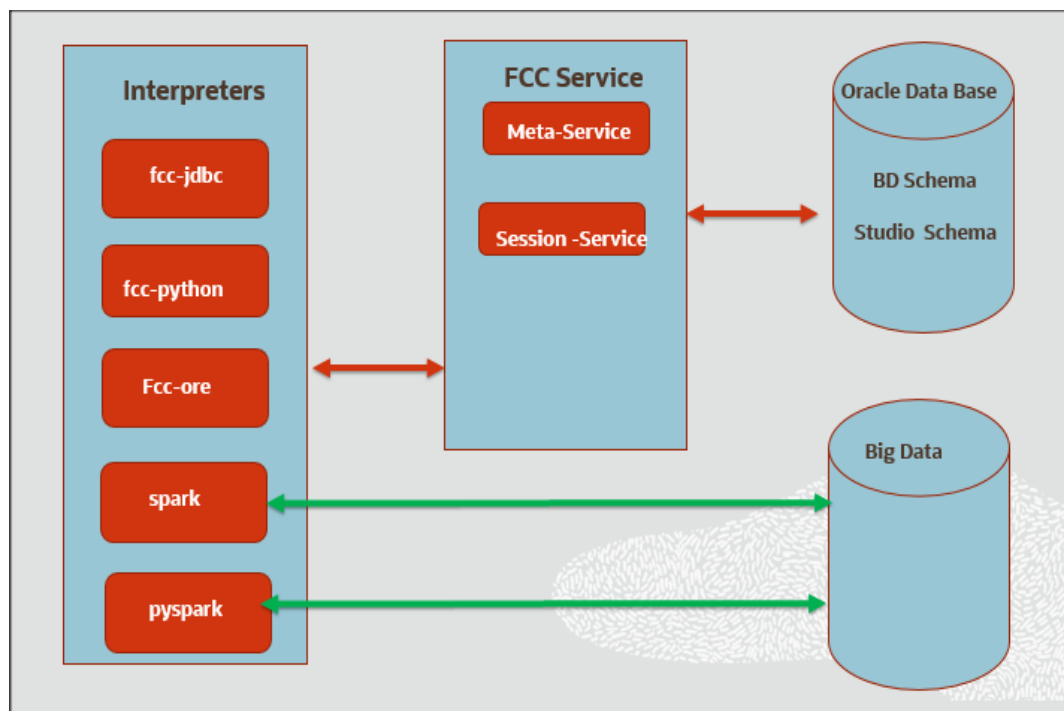 Interpreters
fcc-jdbc
fcc-python
Fcc-ore
spark
pyspark
FCC Service
Meta-Service
Session -Service
Oracle Data Base
BD Schema
Studio Schema
Big Data